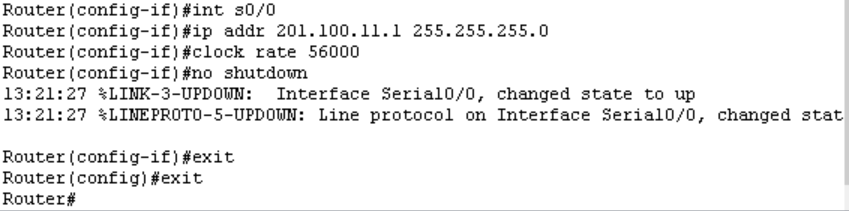 Router(config-if)#int s0/0
Router(config-if)#ip addr 201.100.11.1 255.255.255.0
Router(config-if)#clock rate 56000
Router(config-if)#no shutdown
13:21:27 %LINK-3-UPDOWN:  Interface Serial0/0, changed state to up
13:21:27 %LINEPROTO-5-UPDOWN: Line protocol on Interface Serial0/0, changed stat
Router(config-if)#exit
Router(config)#exit
Router#